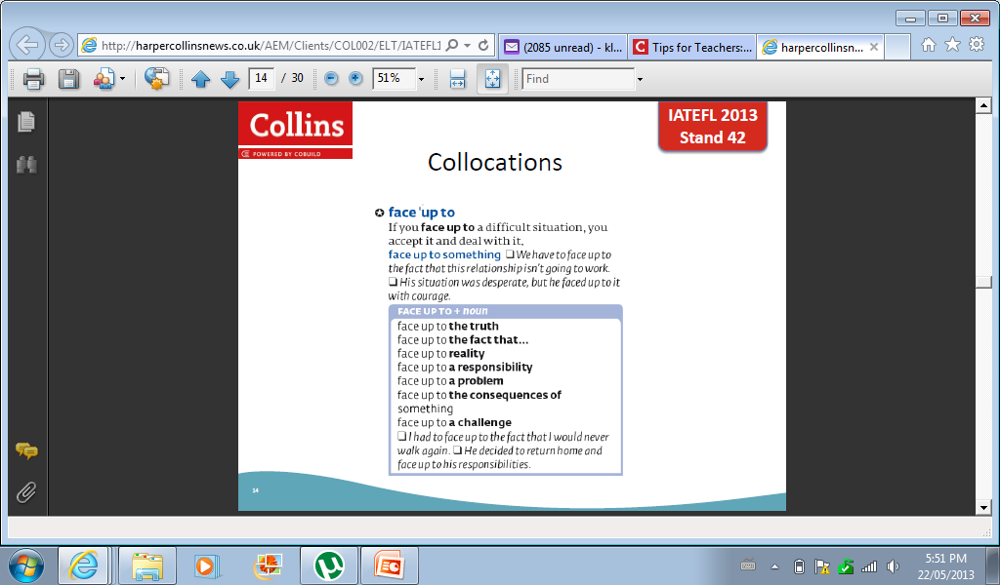 http://harpercollinsnews.co.uk/AEM/Clients/COL002/ELT/IATEFL1
(2085 unread) - kl...
Tips for Teachers:...
harpercollinsn...
14 / 30
51%
Find
Collins
POWERED BY COBUILD
IATEFL 2013
Stand 42
Collocations
face ˈup to
If you face up to a difficult situation, you
accept it and deal with it.
face up to something ❑ We have to face up to
the fact that this relationship isn't going to work.
❑ His situation was desperate, but he faced up to it
with courage.
FACE UP TO + noun
face up to the truth
face up to the fact that...
face up to reality
face up to a responsibility
face up to a problem
face up to the consequences of
something
face up to a challenge
❑ I had to face up to the fact that I would never
walk again. ❑ He decided to return home and
face up to his responsibilities.
14
5:51 PM
22/05/2013